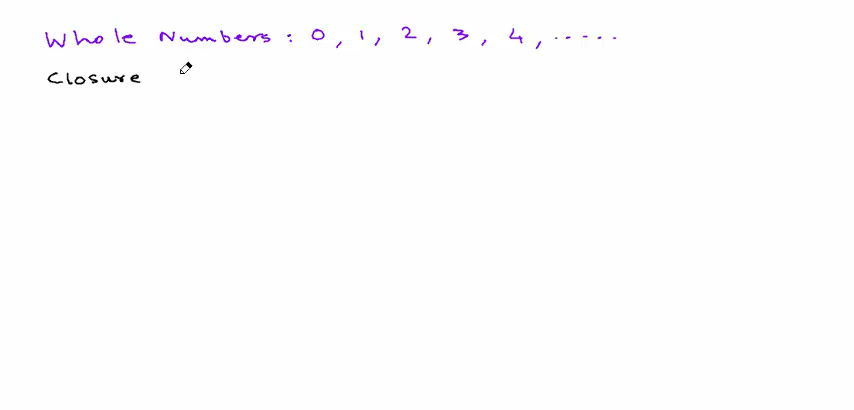 Whole Numbers : 0, 1, 2, 3, 4, .....
Closure